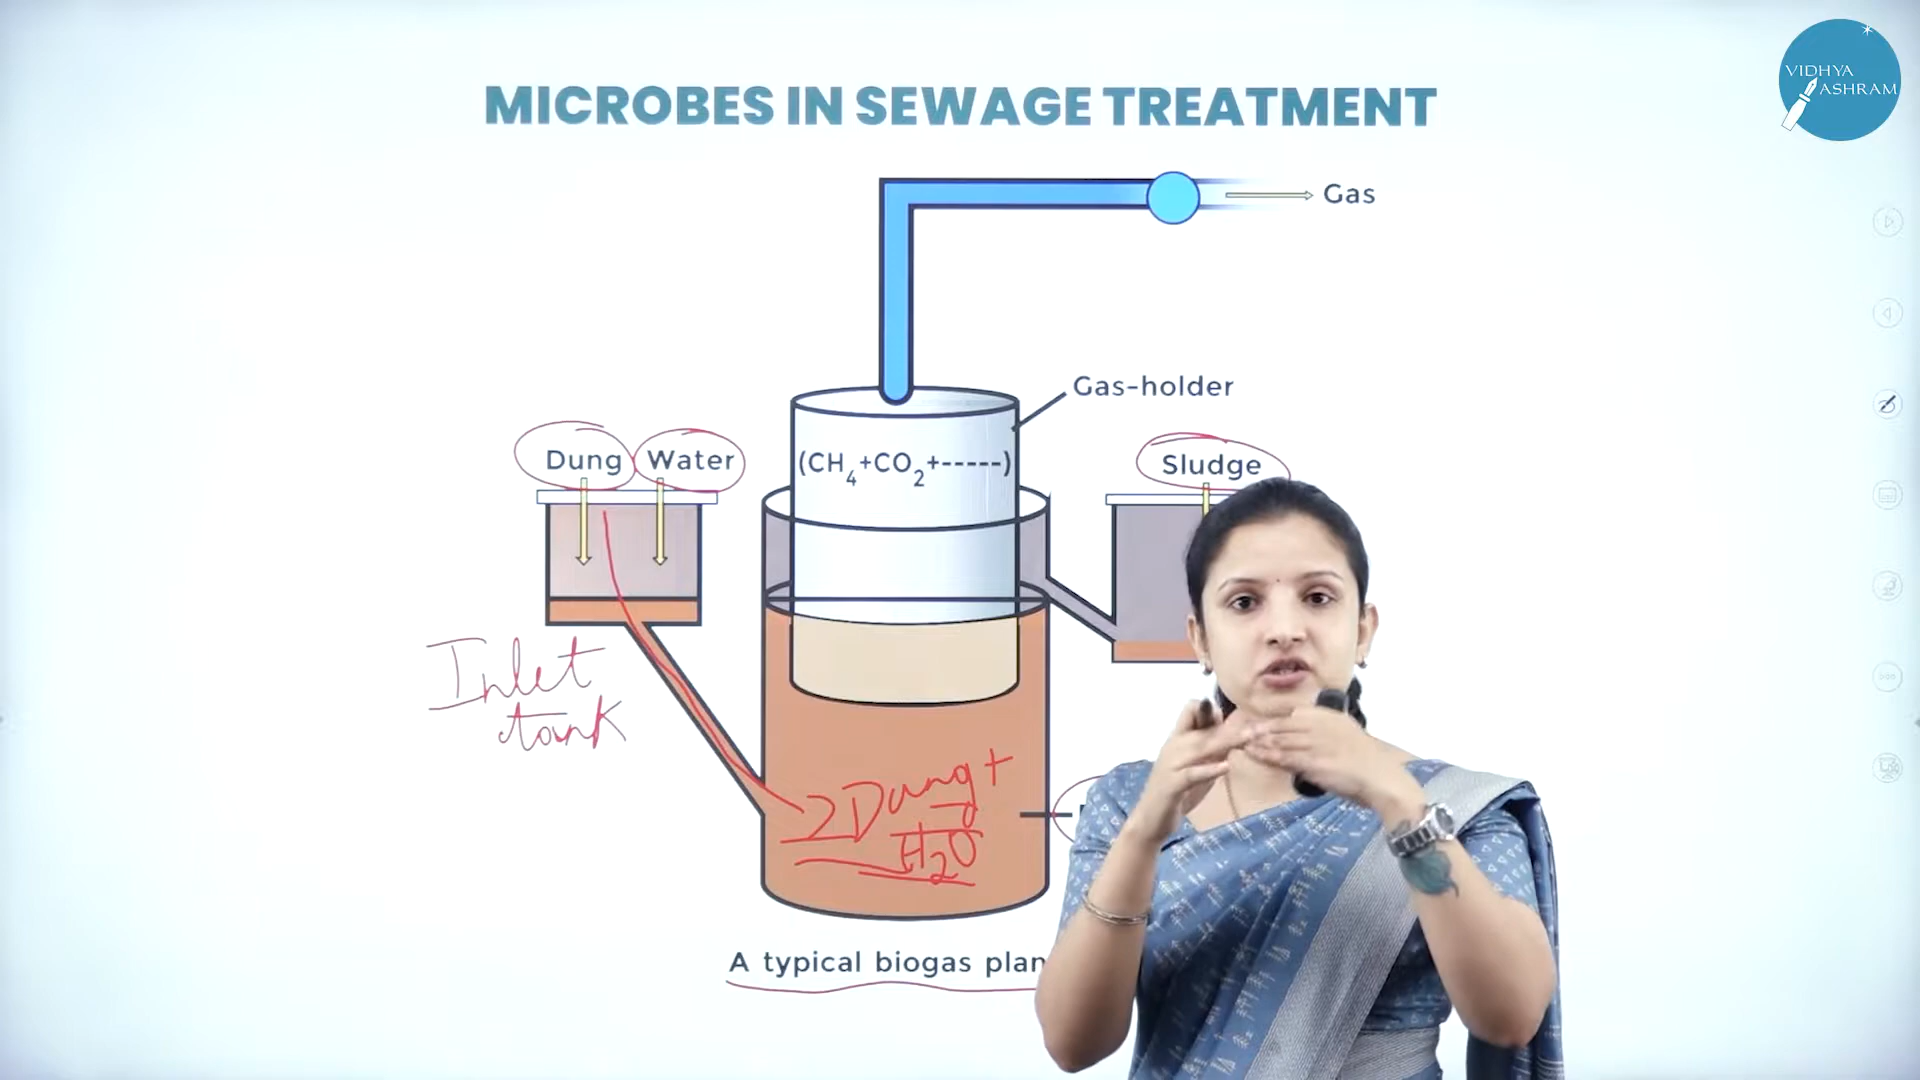 VIDHYA
ASHRAM
MICROBES IN SEWAGE TREATMENT
Gas
Gas-holder
Dung Water
(CH4+CO2+-----)
Sludge
Inlet
tank
Dung +
H2O
A typical biogas plan